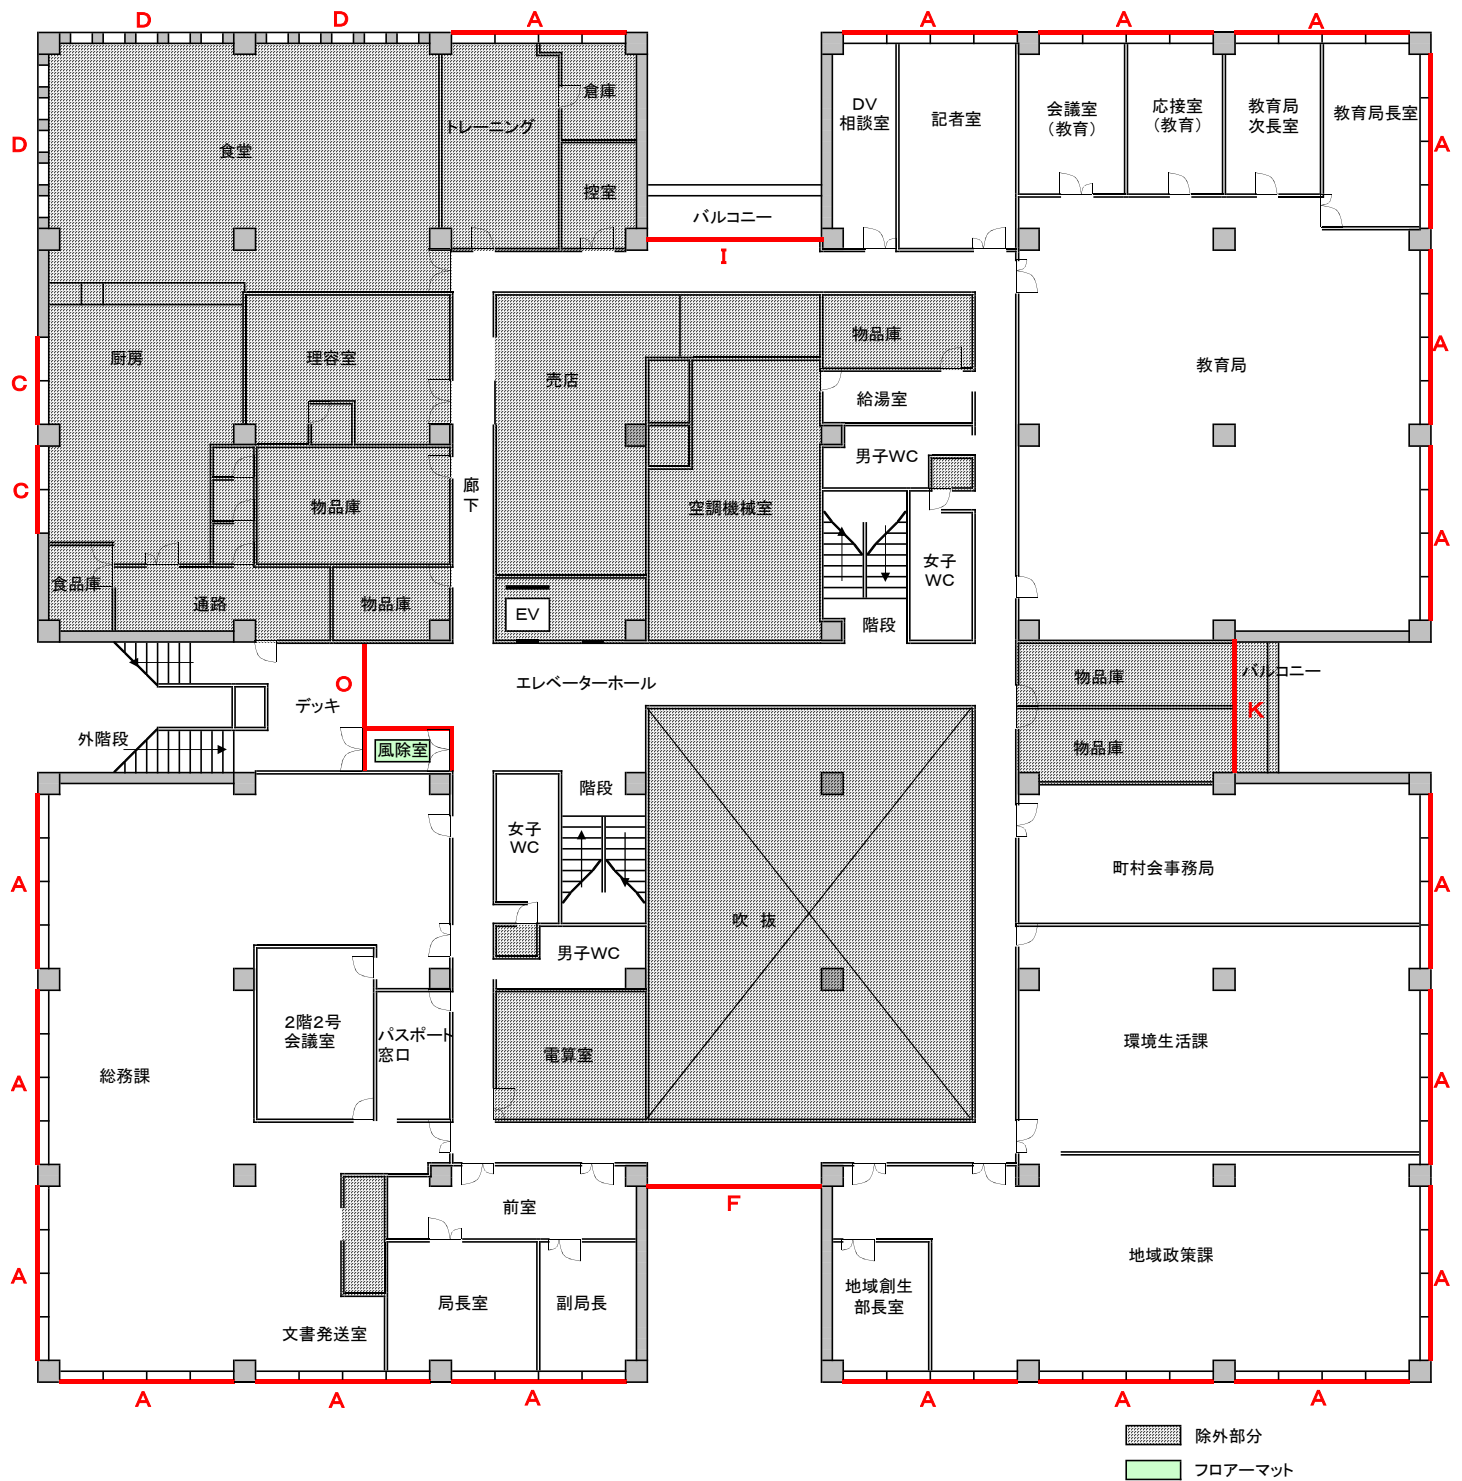 D
D
A
A
A
A
倉庫
DV
相談室
記者室
会議室
（教育）
応接室
（教育）
教育局
次長室
教育局長室
トレーニング
D
食堂
A
控室
バルコニー
I
厨房
理容室
物品庫
教育局
A
C
売店
給湯室
男子WC
C
物品庫
廊
下
空調機械室
A
女子
WC
食品庫
通路
物品庫
EV
階段
O
エレベーターホール
物品庫
バルコニー
デッキ
K
外階段
風除室
物品庫
階段
女子
WC
A
町村会事務局
A
吹 抜
男子WC
2階2号
会議室
パスポート
窓口
電算室
環境生活課
総務課
A
A
前室
F
地域政策課
A
A
地域創生
部長室
局長室
副局長
文書発送室
A
A
A
A
A
A
除外部分
フロアーマット